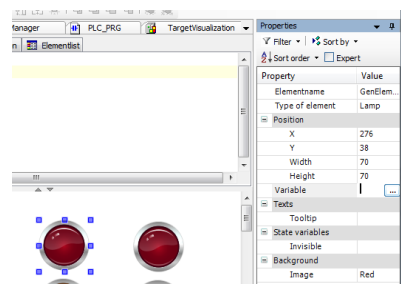 Manager PLC_PRG TargetVisualization
n Elementlist
Properties
Filter Sort by
Sort order Expert
Property Value
Elementname GenElem...
Type of element Lamp
Position
X 276
Y 38
Width 70
Height 70
Variable ...
Texts
Tooltip
State variables
Invisible
Background
Image Red